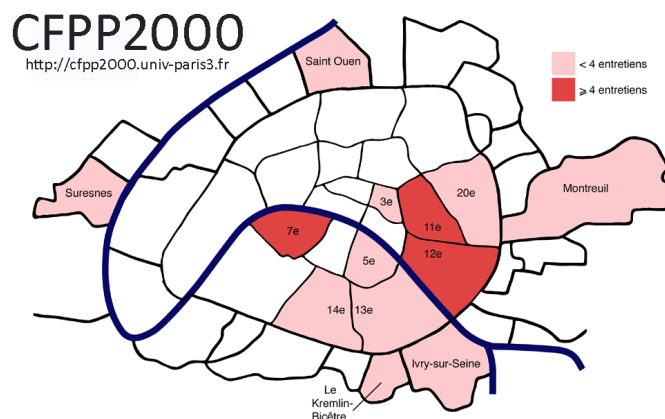 CFPP2000
http://cfpp2000.univ-paris3.fr
Saint Ouen
< 4 entretiens
⩾ 4 entretiens
Suresnes
Montreuil
20e
3e
11e
7e
12e
5e
14e
13e
Ivry-sur-Seine
Le
Kremlin-
Bicêtre